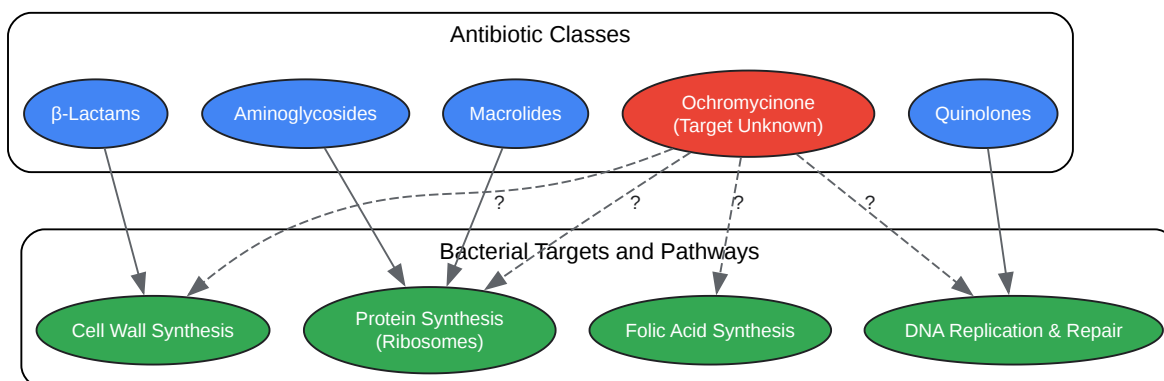 Antibiotic Classes
β-Lactams
Aminoglycosides
Macrolides
Ochromycinone
(Target Unknown)
Quinolones
?
?
?
?
Bacterial Targets and Pathways
Cell Wall Synthesis
Protein Synthesis
(Ribosomes)
Folic Acid Synthesis
DNA Replication & Repair